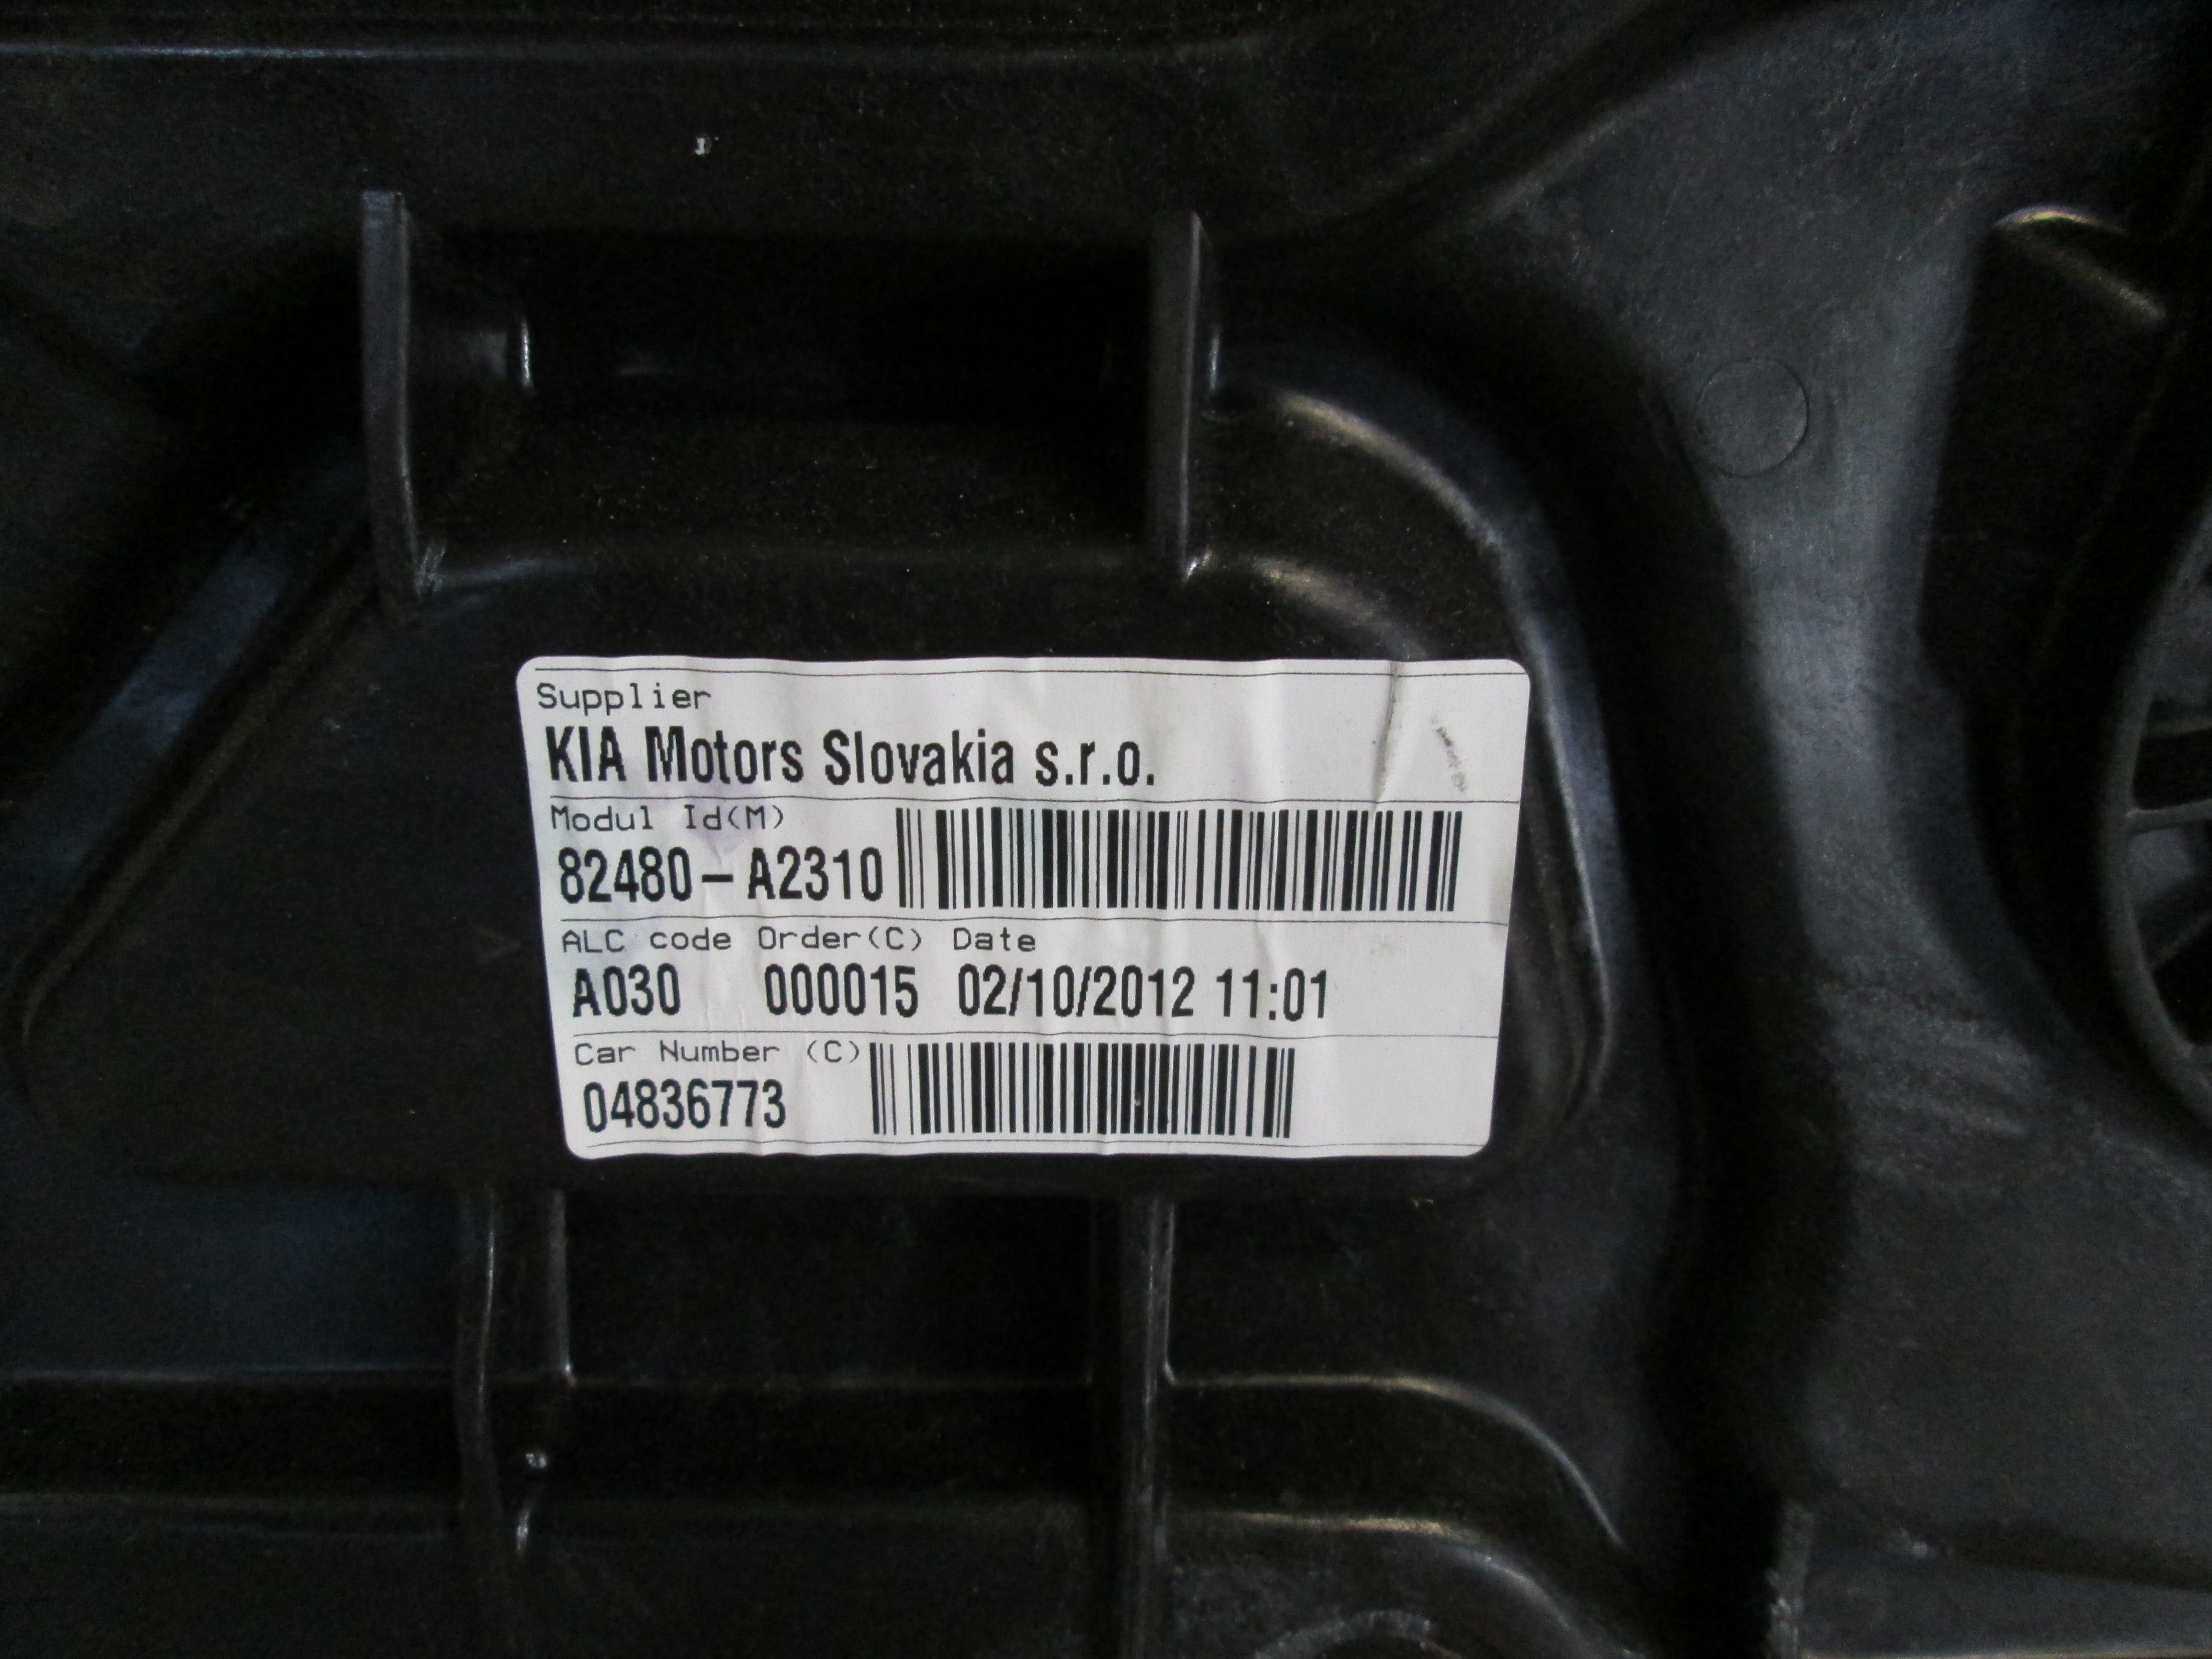 Supplier
KIA Motors Slovakia s.r.o.
Modul Id(M)
82480-A2310
ALC code Order(C) Date
A030 000015 02/10/2012 11:01
Car Number (C)
04836773